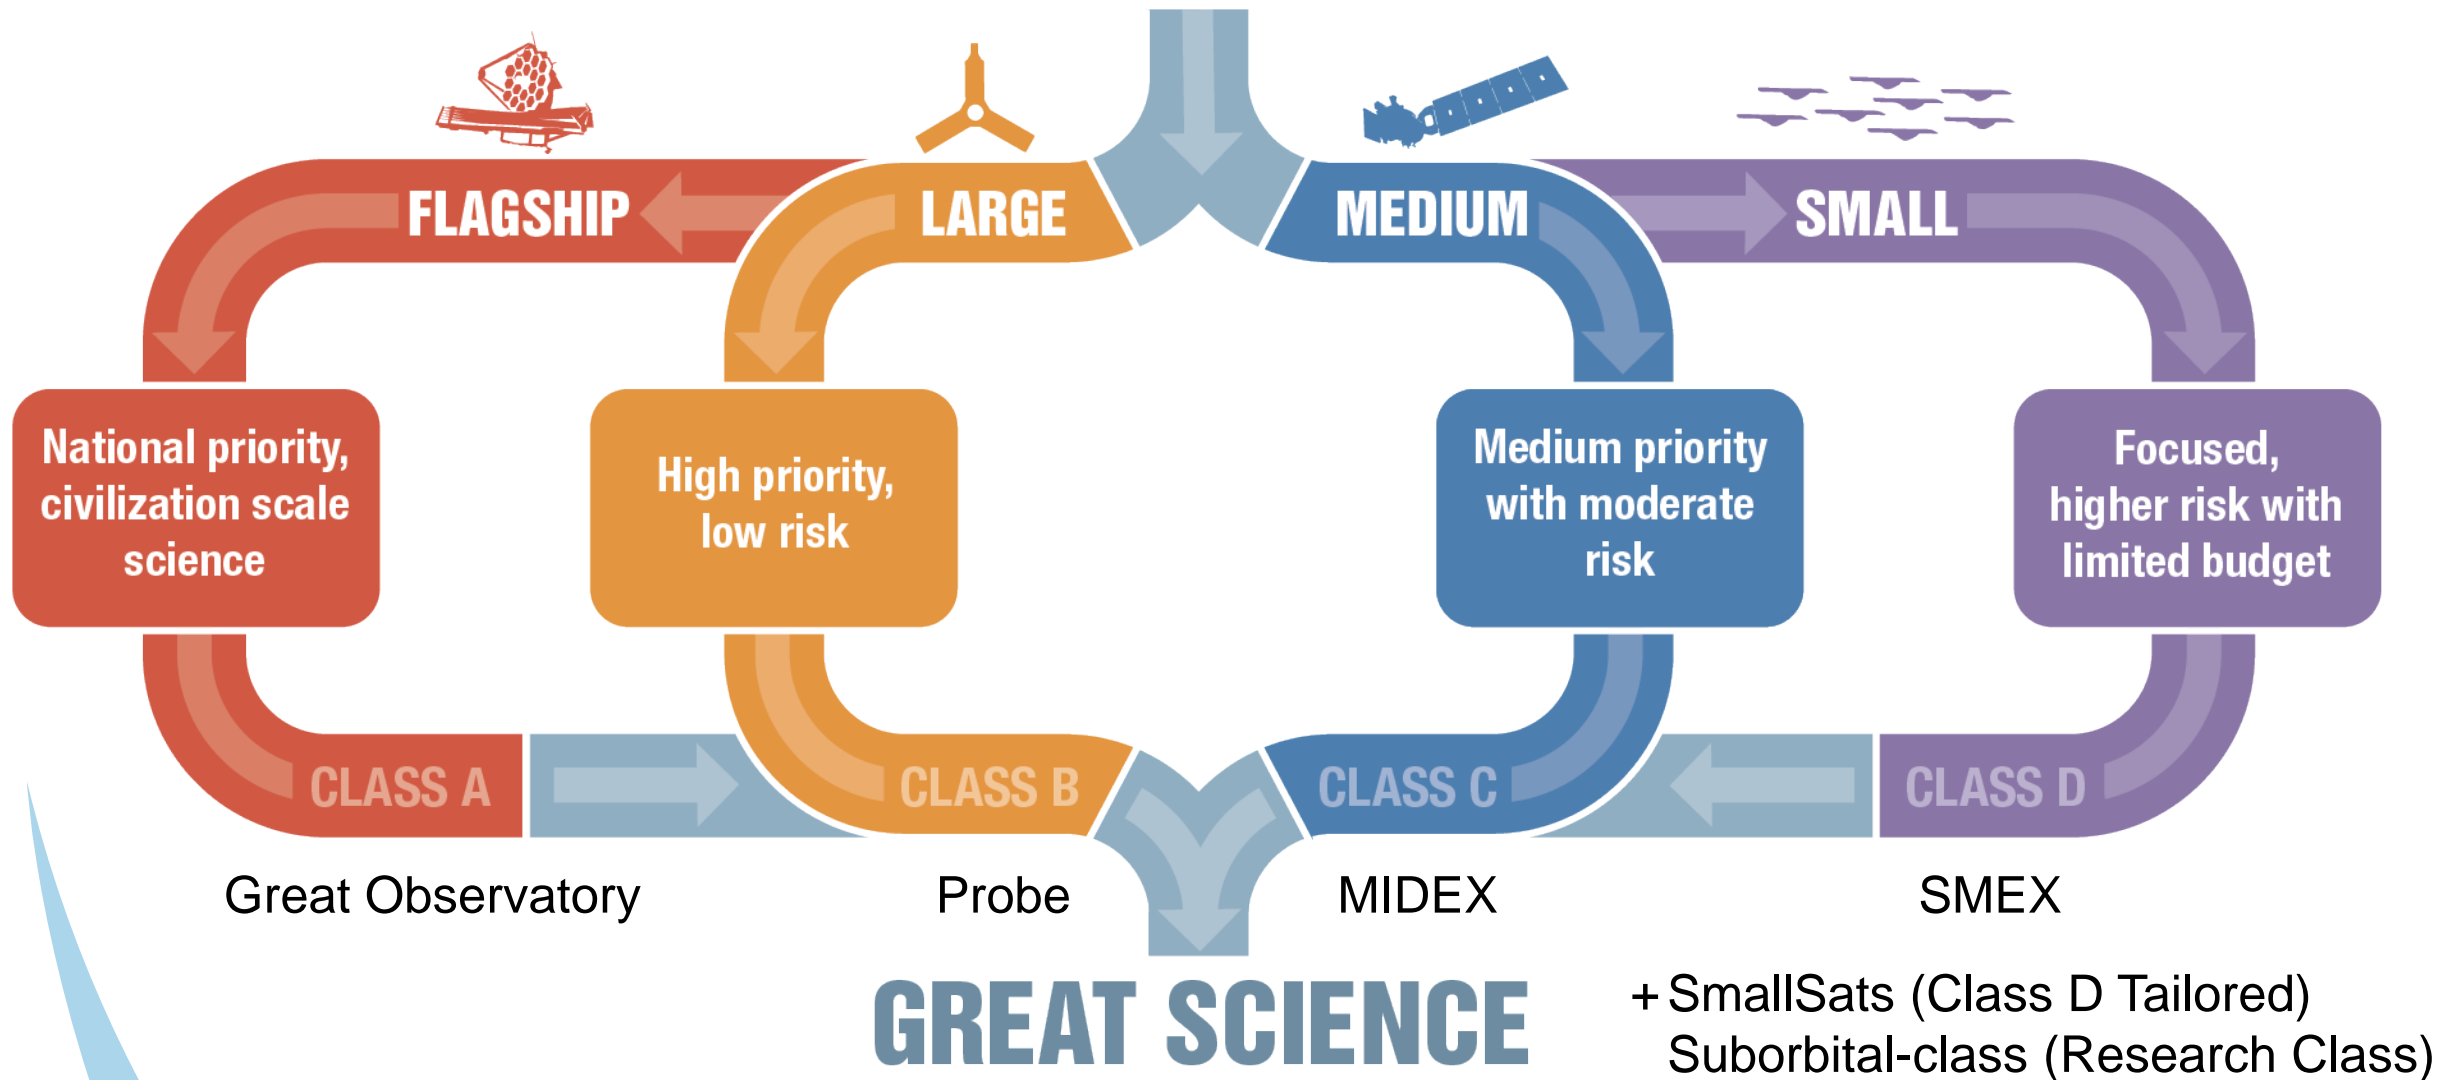 FLAGSHIP
LARGE
MEDIUM
SMALL
National priority,
civilization scale
science
High priority,
low risk
Medium priority
with moderate
risk
Focused,
higher risk with
limited budget
CLASS A
CLASS B
CLASS C
CLASS D
Great Observatory
Probe
MIDEX
SMEX
GREAT SCIENCE
+ SmallSats (Class D Tailored)
Suborbital-class (Research Class)